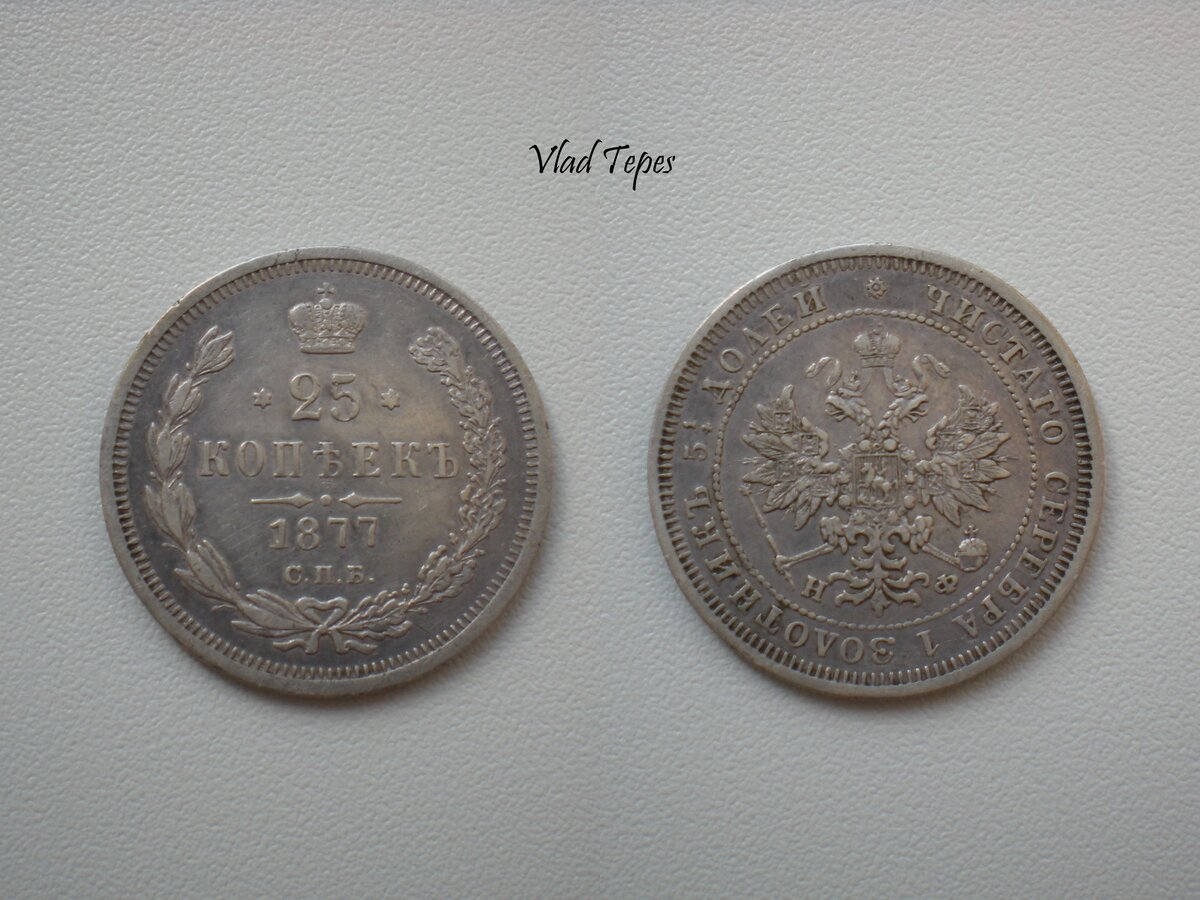 Vlad Tepes
25
КОПѢЕКЪ
1877
С.П.Б.
ЧИСТАГО СЕРЕБРА 1 ЗОЛОТНИКЪ 5¼ ДОЛЕЙ
Н Ф